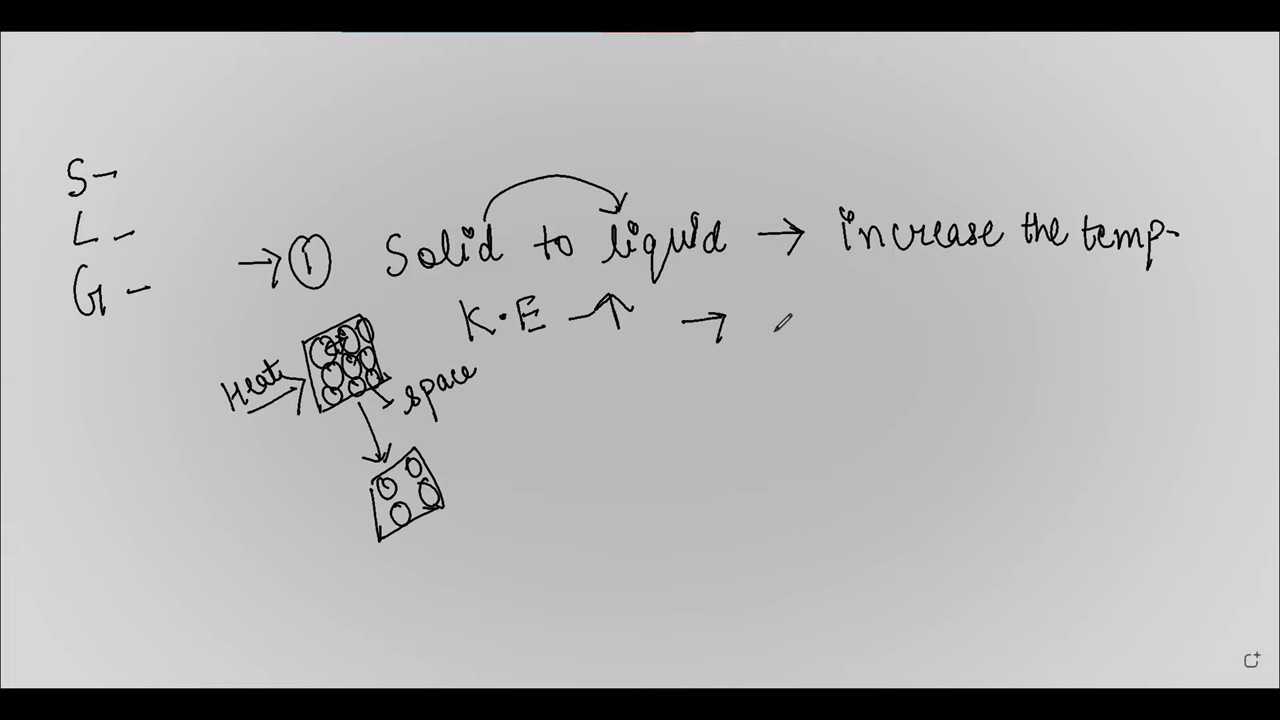 S-
L-
G-
→ ① Solid to liquid → increase the temp-
K.E - ↑ →
Heat
space